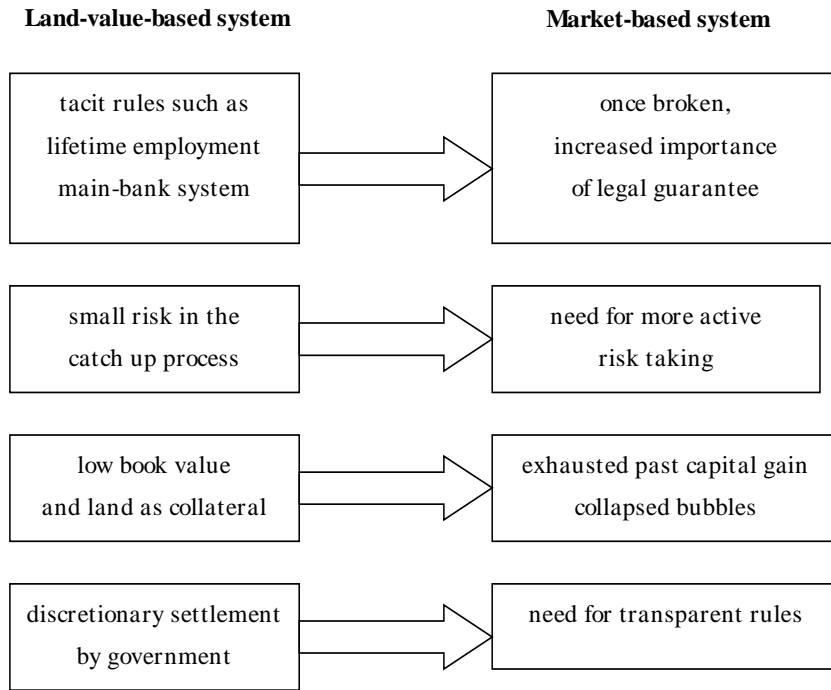 Land-value-based system
Market-based system
tacit rules such as
lifetime employment
main-bank system
once broken,
increased importance
of legal guarantee
small risk in the
catch up process
need for more active
risk taking
low book value
and land as collateral
exhausted past capital gain
collapsed bubbles
discretionary settlement
by government
need for transparent rules